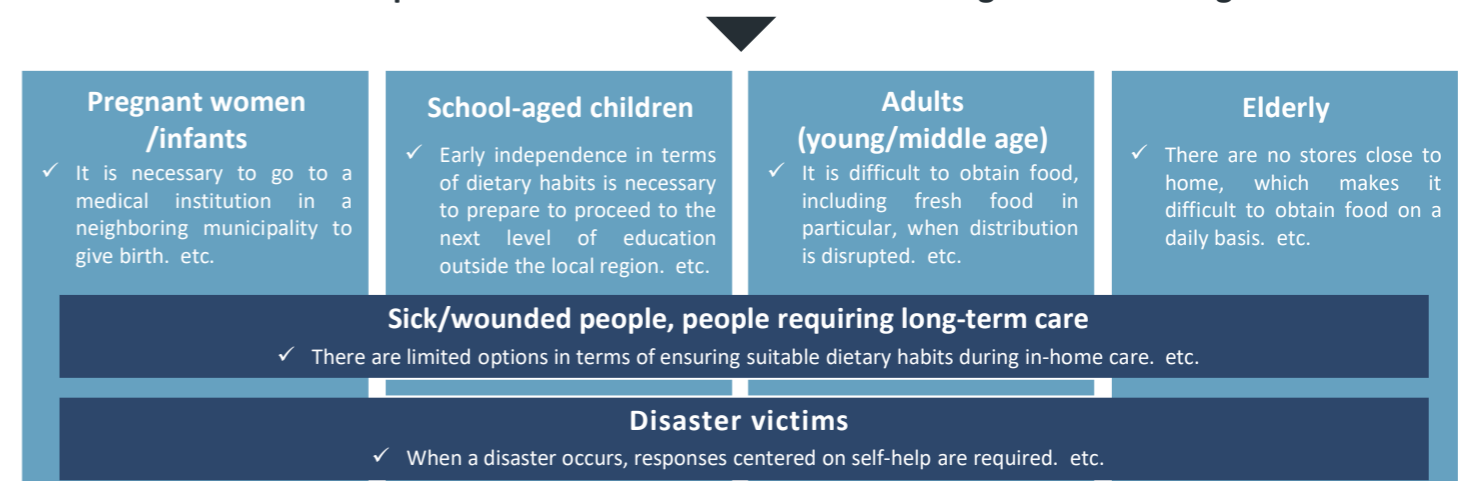 Pregnant women
/infants
✓ It is necessary to go to a
medical institution in a
neighboring municipality to
give birth. etc.
School-aged children
✓ Early independence in terms
of dietary habits is necessary
to prepare to proceed to the
next level of education
outside the local region. etc.
Adults
(young/middle age)
✓ It is difficult to obtain food,
including fresh food in
particular, when distribution
is disrupted. etc.
Elderly
✓ There are no stores close to
home, which makes it
difficult to obtain food on a
daily basis. etc.
Sick/wounded people, people requiring long-term care
✓ There are limited options in terms of ensuring suitable dietary habits during in-home care. etc.
Disaster victims
✓ When a disaster occurs, responses centered on self-help are required. etc.